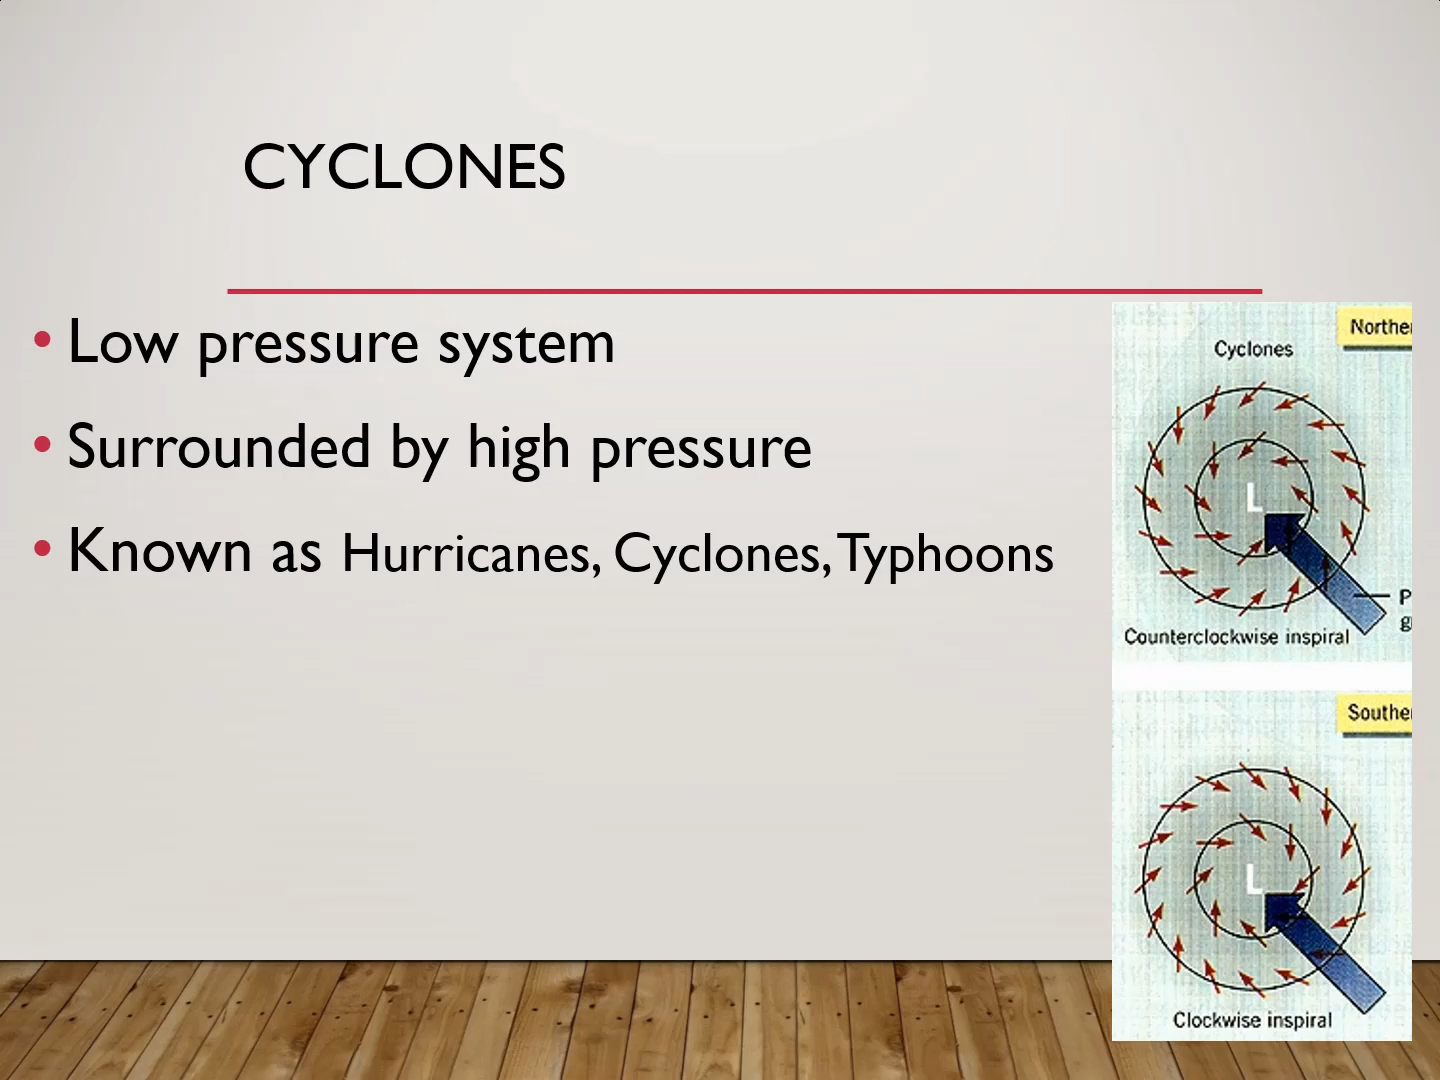 CYCLONES
• Low pressure system
• Surrounded by high pressure
• Known as Hurricanes, Cyclones, Typhoons
Cyclones
L
Counterclockwise inspiral
L
Clockwise inspiral